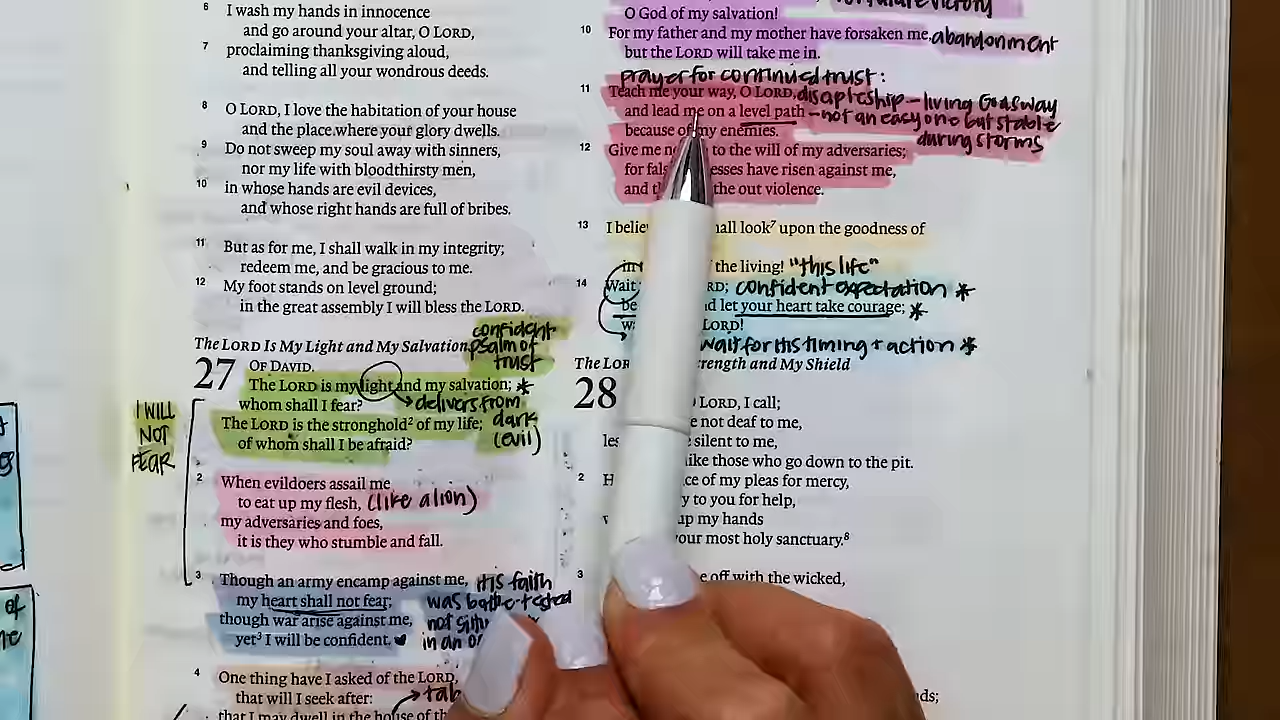 6 I wash my hands in innocence
and go around your altar, O LORD,
7 proclaiming thanksgiving aloud,
and telling all your wondrous deeds.
8 O LORD, I love the habitation of your house
and the place where your glory dwells.
9 Do not sweep my soul away with sinners,
nor my life with bloodthirsty men,
10 in whose hands are evil devices,
and whose right hands are full of bribes.
11 But as for me, I shall walk in my integrity;
redeem me, and be gracious to me.
12 My foot stands on level ground;
in the great assembly I will bless the LORD.
The LORD Is My Light and My Salvation
confident
psalm of
trust
27 OF DAVID.
The LORD is my light and my salvation; *
whom shall I fear? delivers from
The LORD is the stronghold2 of my life; dark
of whom shall I be afraid? (evil)
I WILL
NOT
FEAR
2 When evildoers assail me
to eat up my flesh, (like a lion)
my adversaries and foes,
it is they who stumble and fall.
3 Though an army encamp against me, His faith
my heart shall not fear; was battle-tested
though war arise against me, not
yet3 I will be confident. in an
4 One thing have I asked of the LORD,
that will I seek after:
that I may dwell in the house of
O God of my salvation!
victory
10 For my father and my mother have forsaken me, abandonment
but the LORD will take me in.
prayer for continued trust:
11 Teach me your way, O LORD, discipleship - living God's way
and lead me on a level path - not an easy one but stable
because of my enemies. during storms
12 Give me to the will of my adversaries;
for have risen against me,
and the out violence.
13 I look7 upon the goodness of
the living! "this life"
14 Wait confident expectation *
be let your heart take courage; *
LORD!
wait for His timing + action *
The and My Shield
28 LORD, I call;
not deaf to me,
silent to me,
like those who go down to the pit.
2 of my pleas for mercy,
to you for help,
up my hands
your most holy sanctuary.8
3 off with the wicked,